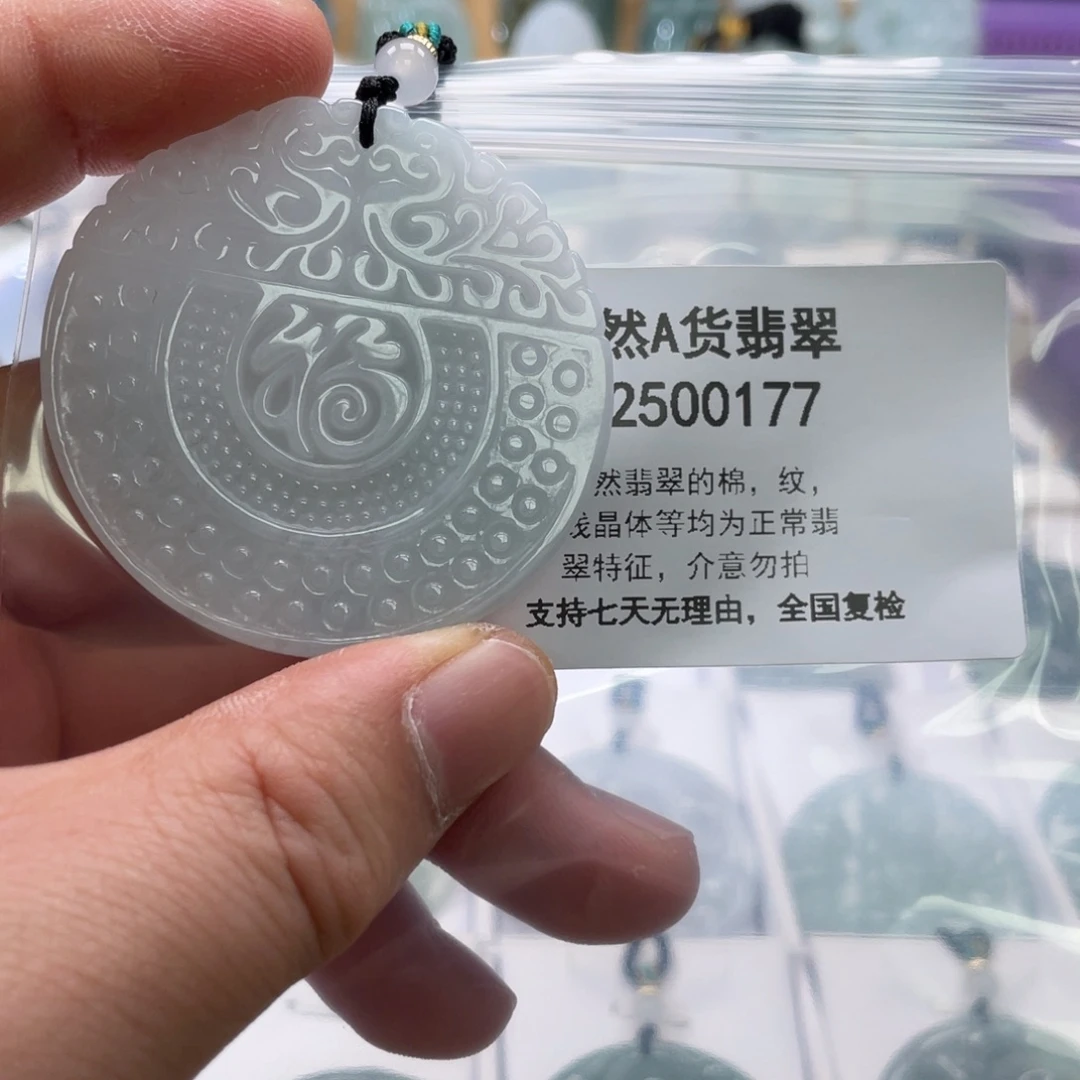 福
然A货翡翠
2500177
然翡翠的棉，纹，
晶体等均为正常翡
翠特征，介意勿拍
支持七天无理由，全国复检